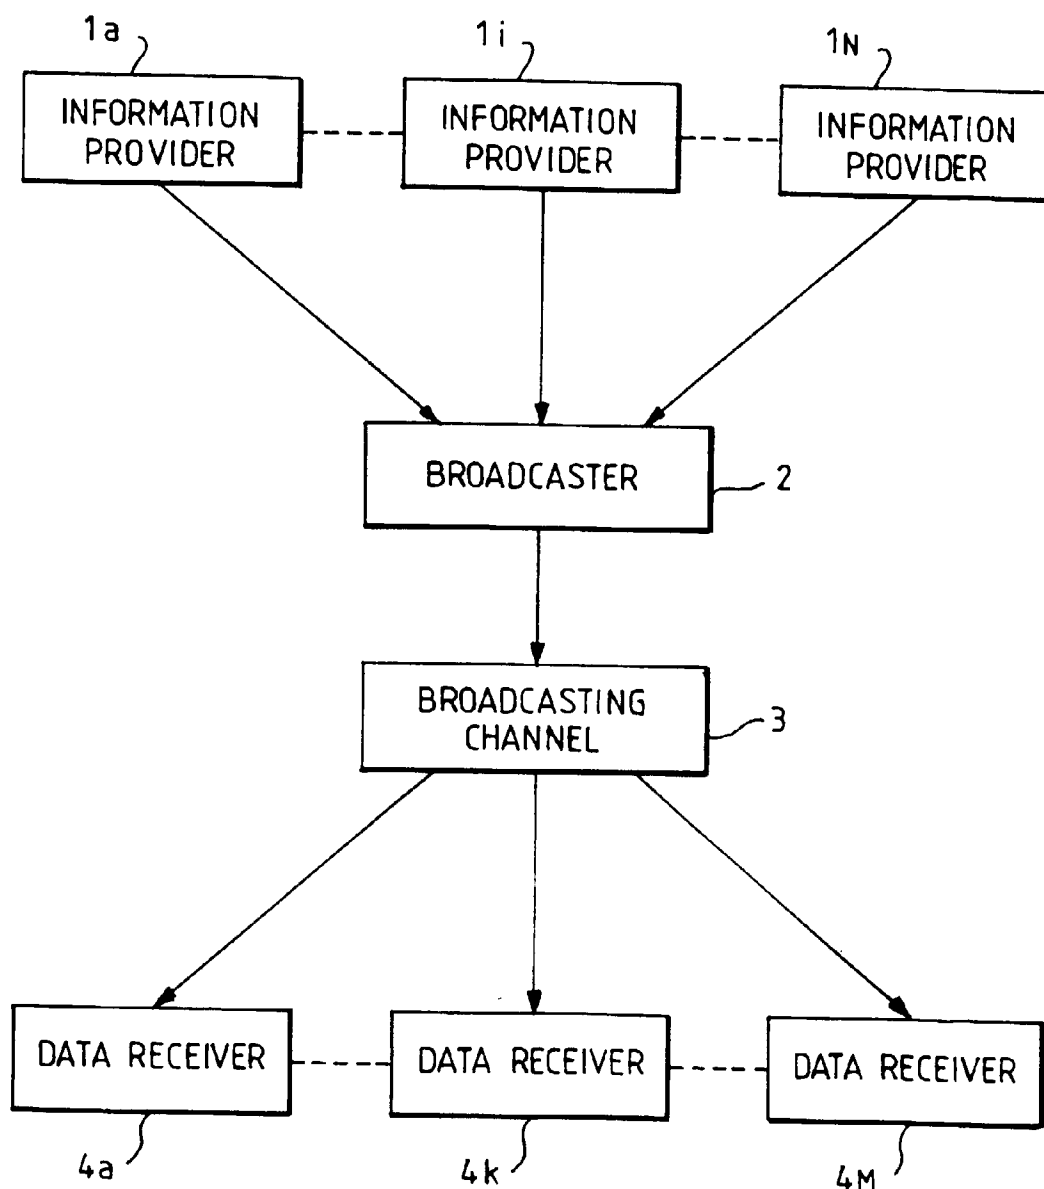 1a 1i 1N
INFORMATION PROVIDER
INFORMATION PROVIDER
INFORMATION PROVIDER
BROADCASTER
2
BROADCASTING
CHANNEL
3
DATA RECEIVER
DATA RECEIVER
DATA RECEIVER
4a 4k 4M